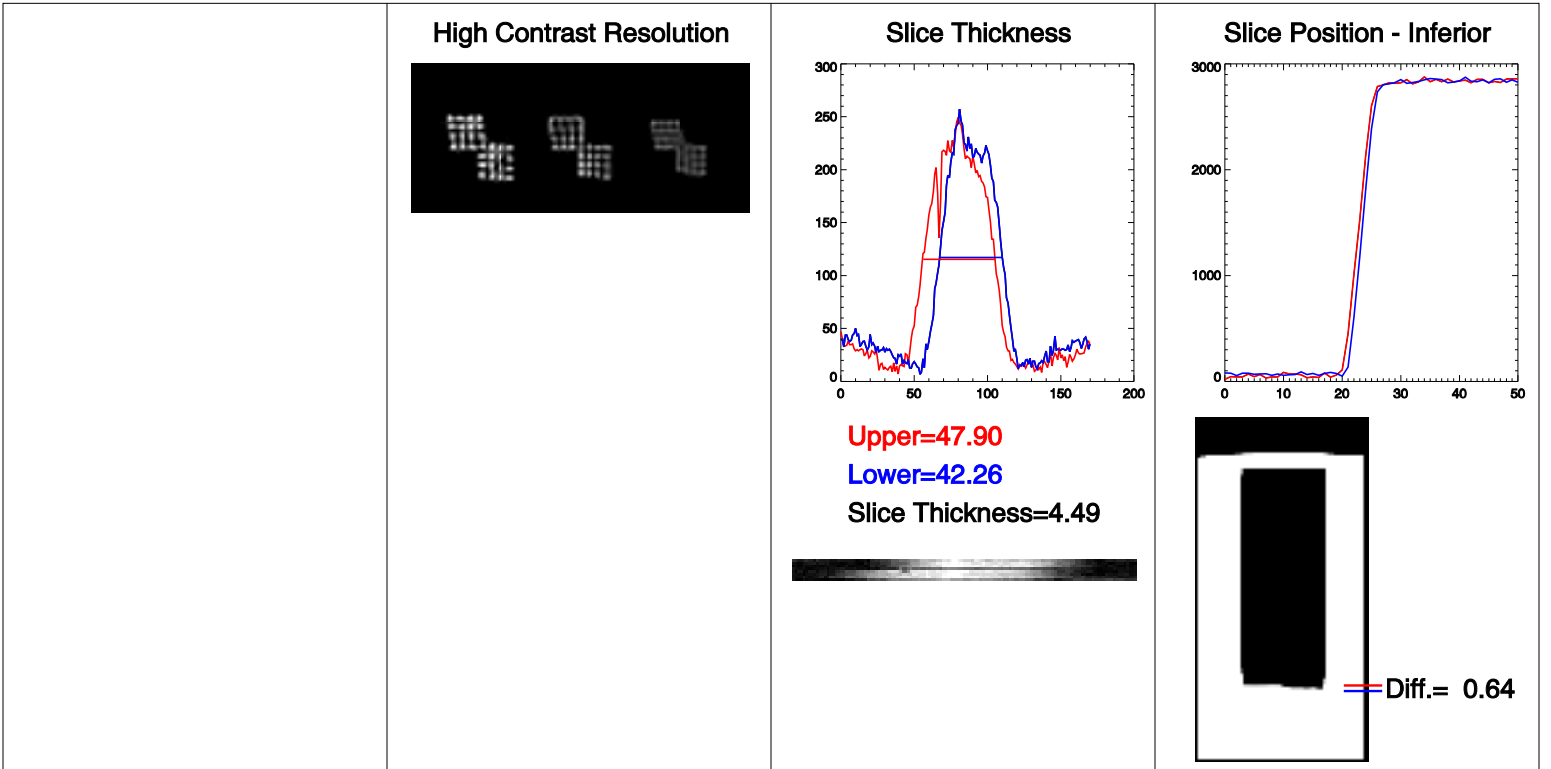 High Contrast Resolution
Slice Thickness
300
250
200
150
100
50
0
0 50 100 150 200
Upper=47.90
Lower=42.26
Slice Thickness=4.49
Slice Position - Inferior
3000
2000
1000
0
0 10 20 30 40 50
Diff.= 0.64